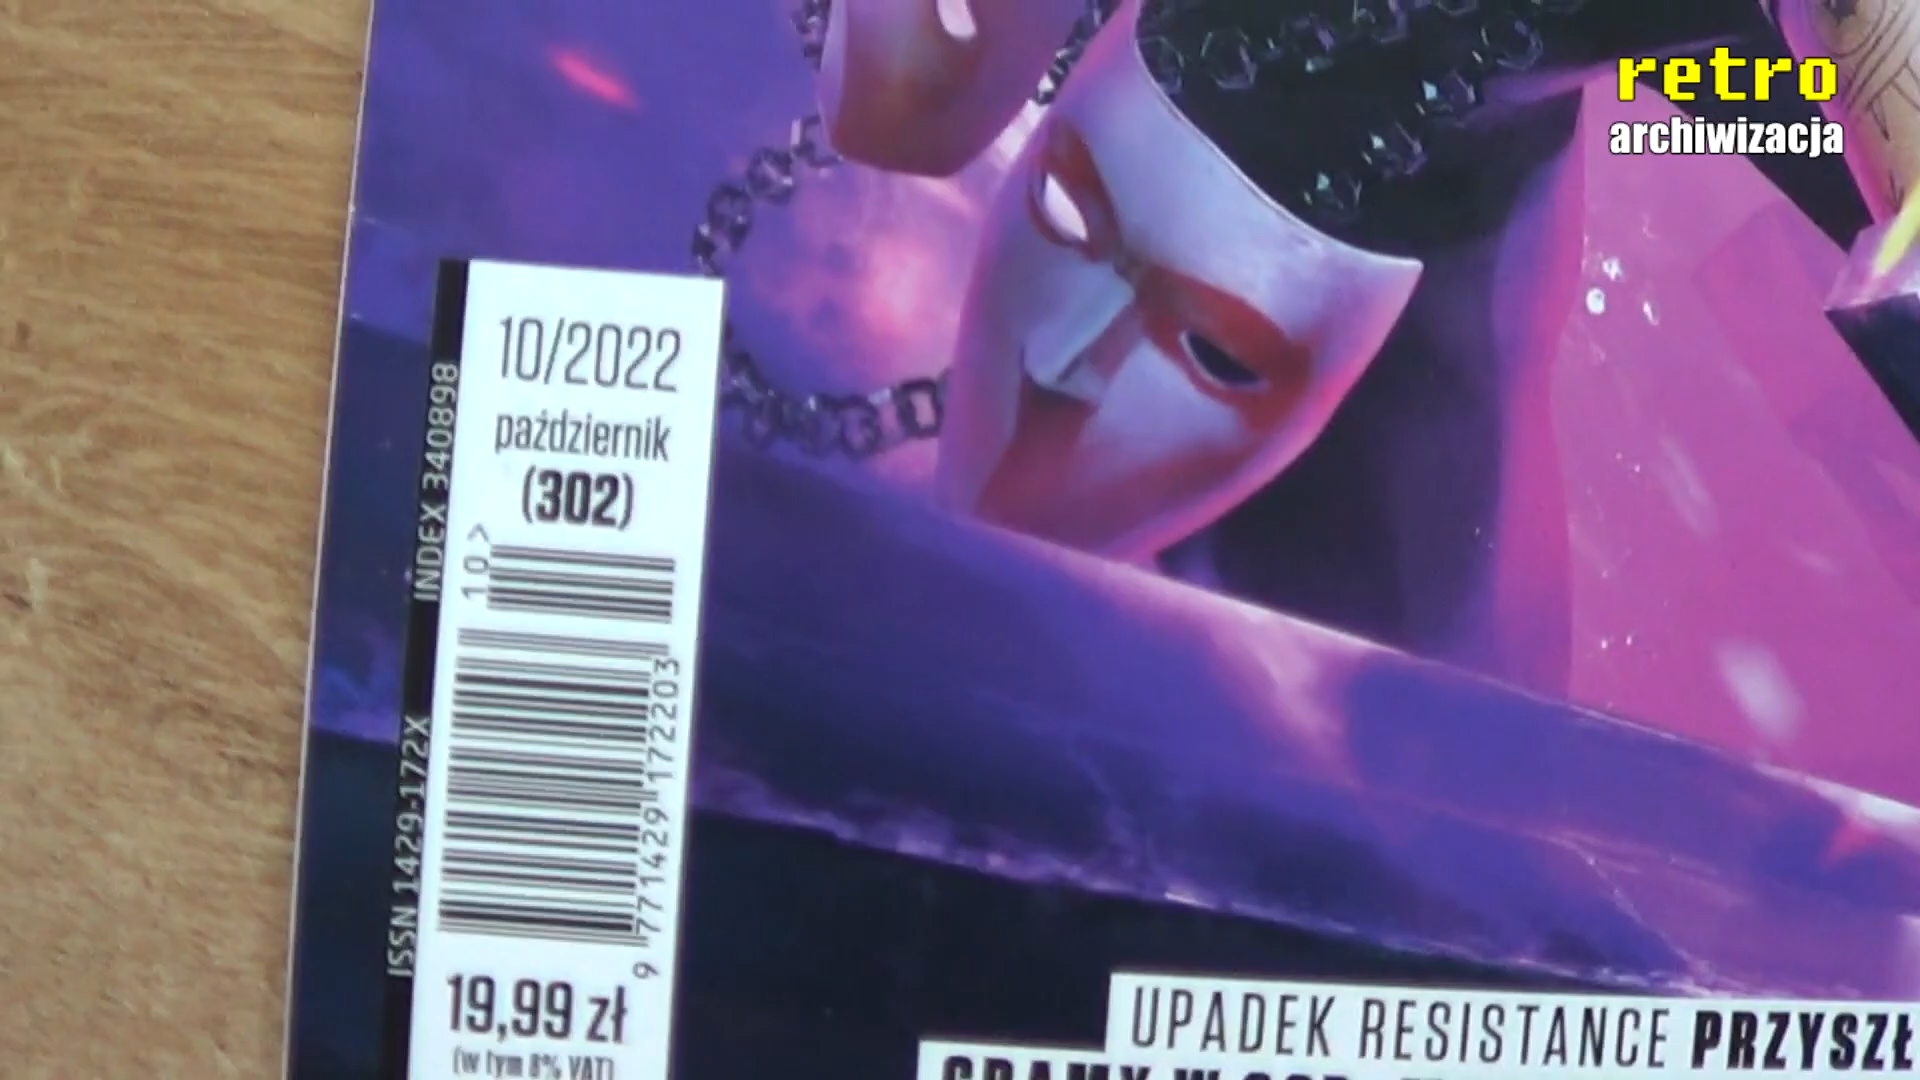 retro
archiwizacja
10/2022
październik
(302)
INDEX 340898
10>
ISSN 1429-172X
9 771429 172203
19,99 zł
(w tym 8% VAT)
UPADEK RESISTANCE PRZYSZŁ
GRAMY W